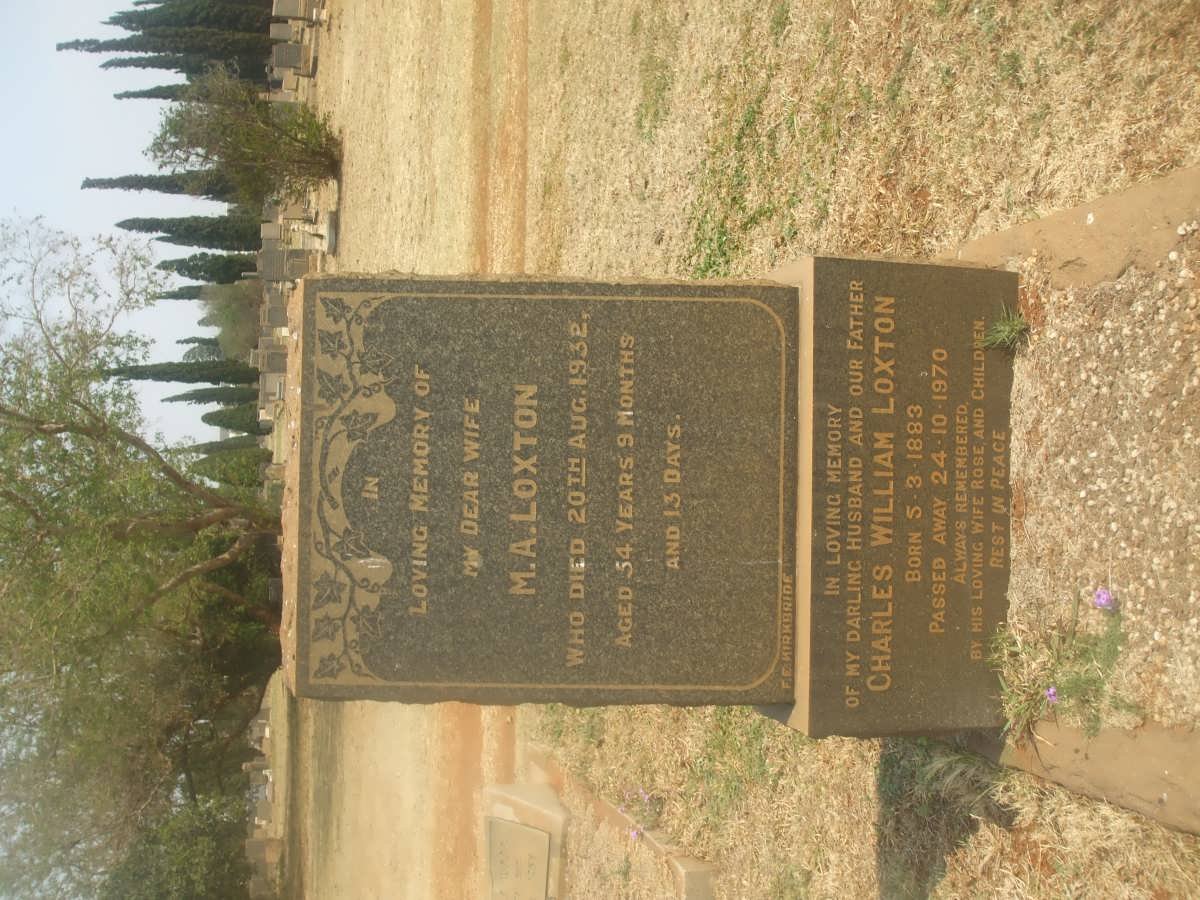 IN
LOVING MEMORY OF
MY DEAR WIFE
M.A. LOXTON
WHO DIED 20TH AUG. 1932.
AGED 54 YEARS 9 MONTHS
AND 13 DAYS.
IN LOVING MEMORY
OF MY DARLING HUSBAND AND OUR FATHER
CHARLES WILLIAM LOXTON
BORN 5-3-1883
PASSED AWAY 24-10-1970
ALWAYS REMEMBERED
BY HIS LOVING WIFE ROSE AND CHILDREN.
REST IN PEACE